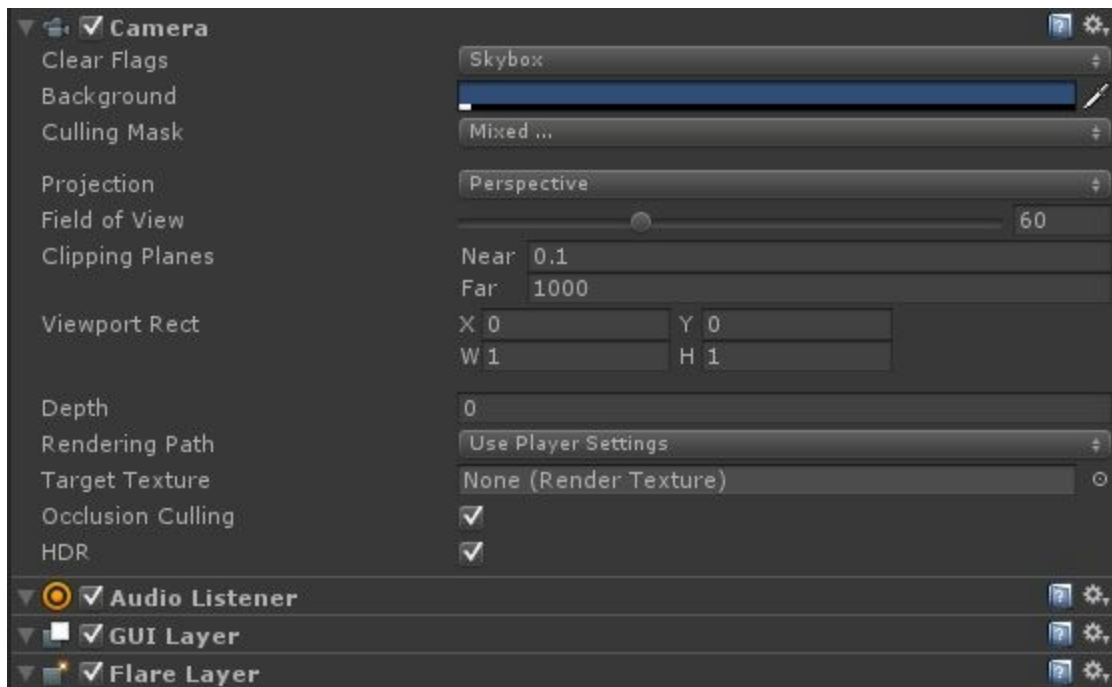 Camera
Clear Flags Skybox
Background
Culling Mask Mixed ...
Projection Perspective
Field of View 60
Clipping Planes Near 0.1
Far 1000
Viewport Rect X 0 Y 0
W 1 H 1
Depth 0
Rendering Path Use Player Settings
Target Texture None (Render Texture)
Occlusion Culling
HDR
Audio Listener
GUI Layer
Flare Layer